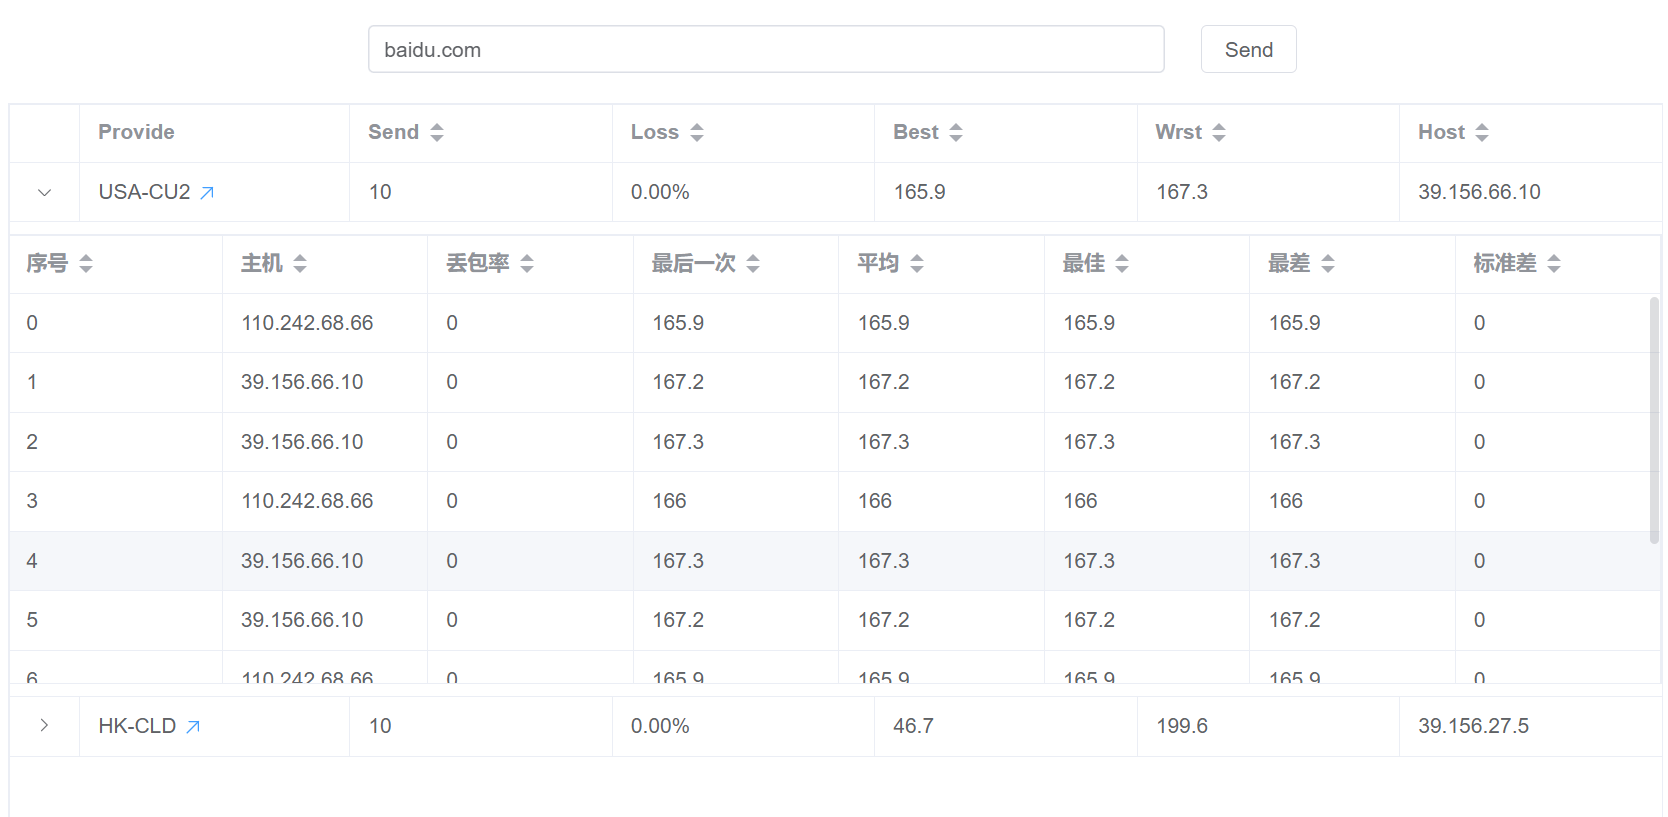 baidu.com Send
Provide Send Loss Best Wrst Host
USA-CU2 10 0.00% 165.9 167.3 39.156.66.10
序号 主机 丢包率 最后一次 平均 最佳 最差 标准差
0 110.242.68.66 0 165.9 165.9 165.9 165.9 0
1 39.156.66.10 0 167.2 167.2 167.2 167.2 0
2 39.156.66.10 0 167.3 167.3 167.3 167.3 0
3 110.242.68.66 0 166 166 166 166 0
4 39.156.66.10 0 167.3 167.3 167.3 167.3 0
5 39.156.66.10 0 167.2 167.2 167.2 167.2 0
6 110.242.68.66 0 165.9 165.9 165.9 165.9 0
HK-CLD 10 0.00% 46.7 199.6 39.156.27.5